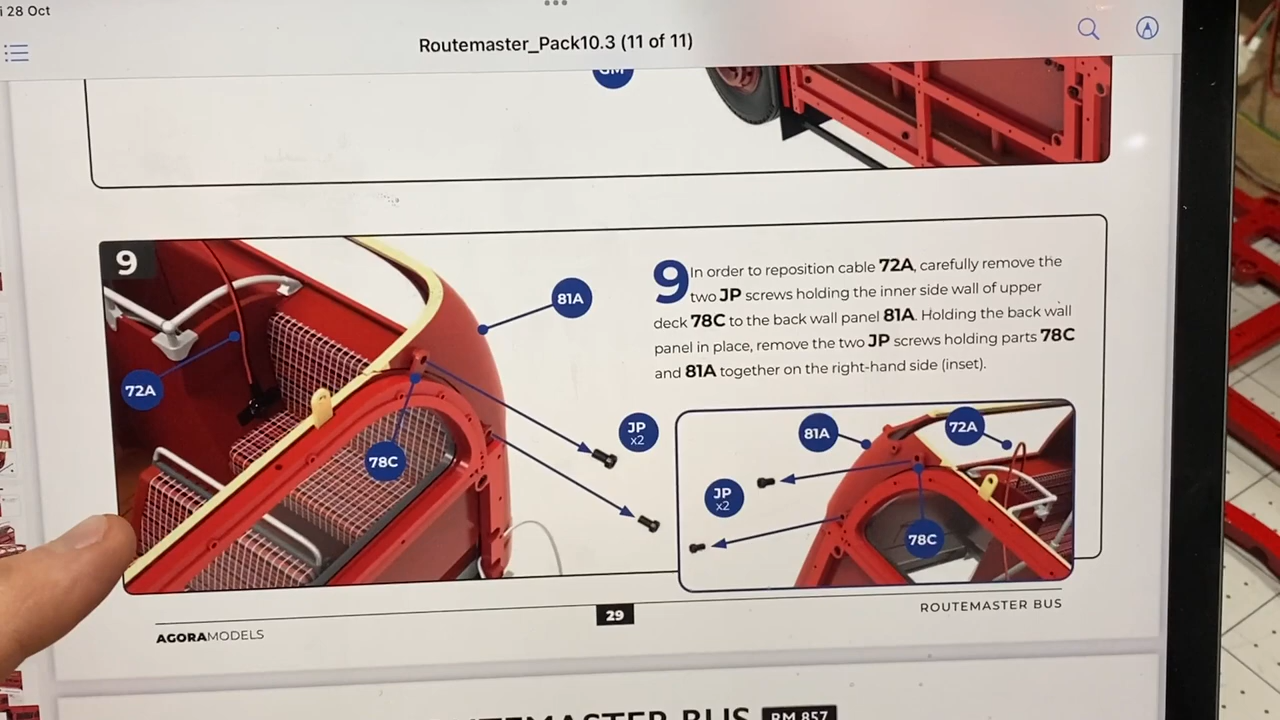 i 28 Oct
Routemaster_Pack10.3 (11 of 11)
GM
9
81A
72A
78C
JP
x2
9 In order to reposition cable 72A, carefully remove the
two JP screws holding the inner side wall of upper
deck 78C to the back wall panel 81A. Holding the back wall
panel in place, remove the two JP screws holding parts 78C
and 81A together on the right-hand side (inset).
81A
72A
JP
x2
78C
AGORAMODELS
29
ROUTEMASTER BUS
TEMASTER BUS
RM 857